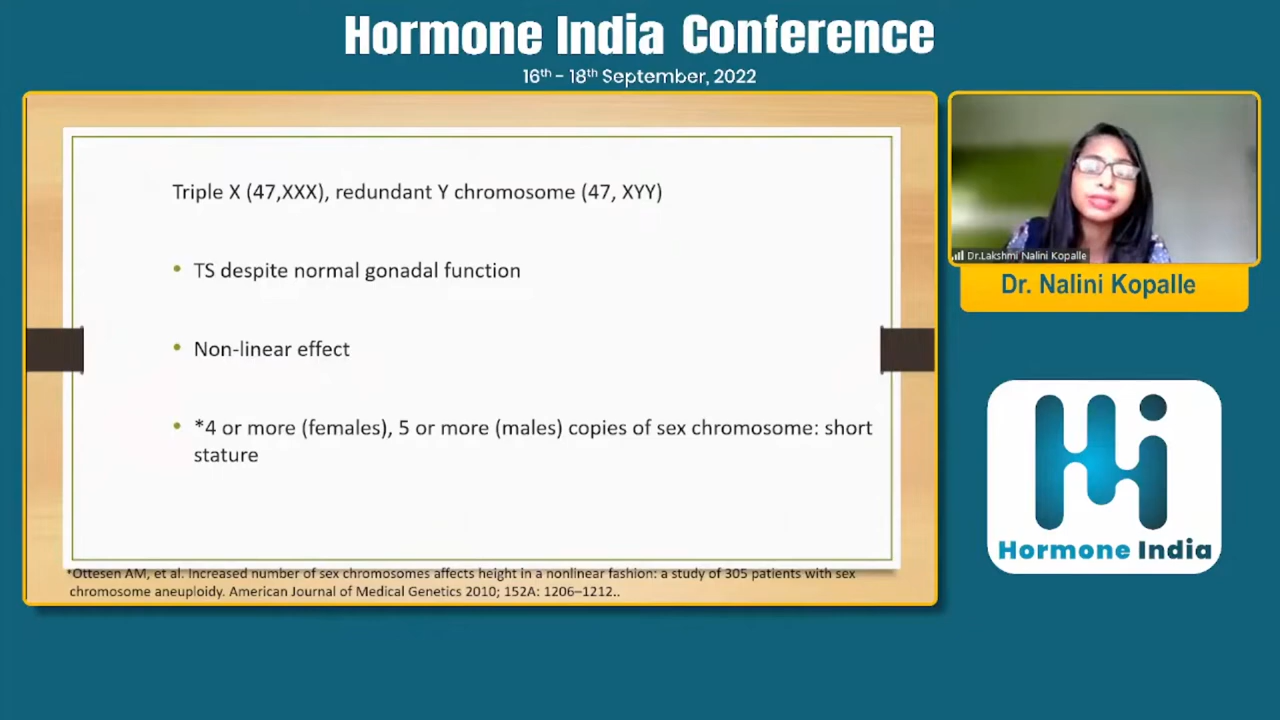 Hormone India Conference
16th - 18th September, 2022
Triple X (47,XXX), redundant Y chromosome (47, XYY)
• TS despite normal gonadal function
• Non-linear effect
• *4 or more (females), 5 or more (males) copies of sex chromosome: short
stature
*Ottesen AM, et al. Increased number of sex chromosomes affects height in a nonlinear fashion: a study of 305 patients with sex
chromosome aneuploidy. American Journal of Medical Genetics 2010; 152A: 1206–1212..
Dr.Lakshmi Nalini Kopalle
Dr. Nalini Kopalle
Hormone India